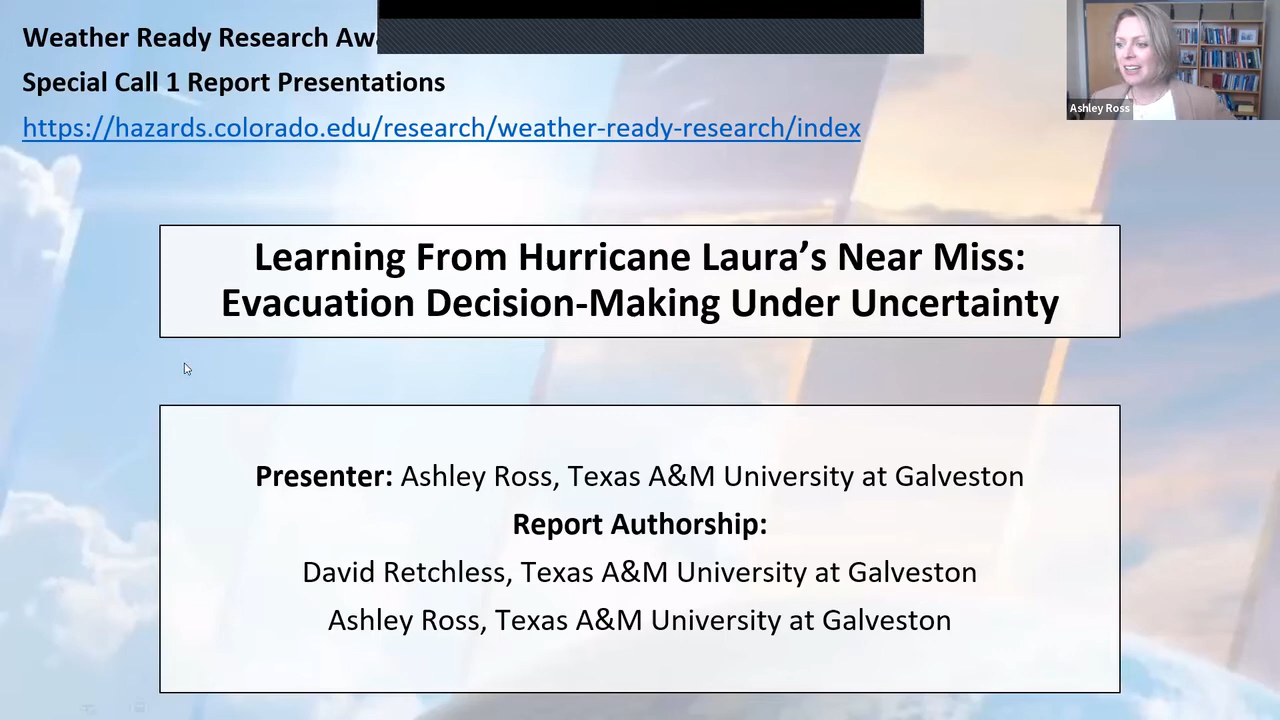 Weather Ready Research
Special Call 1 Report Presentations
https://hazards.colorado.edu/research/weather-ready-research/index
Ashley Ross
Learning From Hurricane Laura’s Near Miss:
Evacuation Decision-Making Under Uncertainty
Presenter: Ashley Ross, Texas A&M University at Galveston
Report Authorship:
David Retchless, Texas A&M University at Galveston
Ashley Ross, Texas A&M University at Galveston